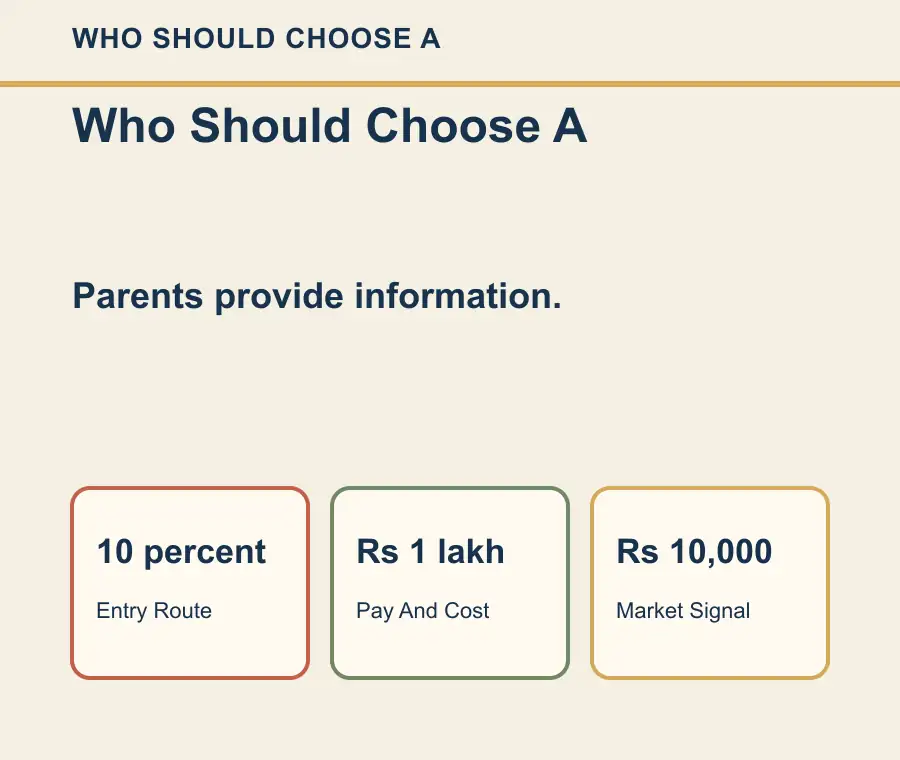 WHO SHOULD CHOOSE A
Who Should Choose A
Parents provide information.
10 percent
Entry Route
Rs 1 lakh
Pay And Cost
Rs 10,000
Market Signal